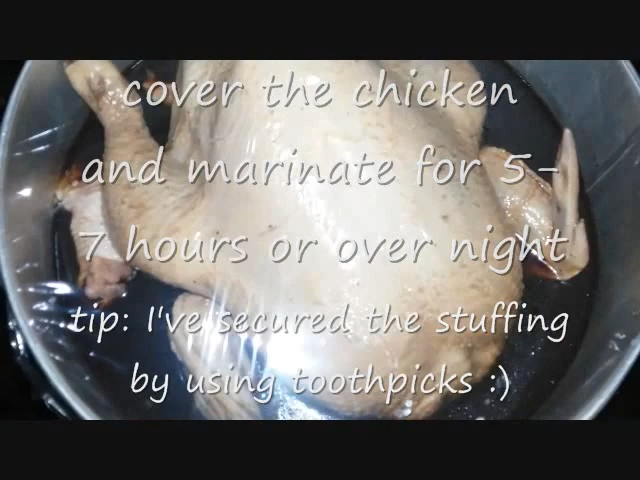 cover the chicken
and marinate for 5-
7 hours or over night
tip: I've secured the stuffing
by using toothpicks :)